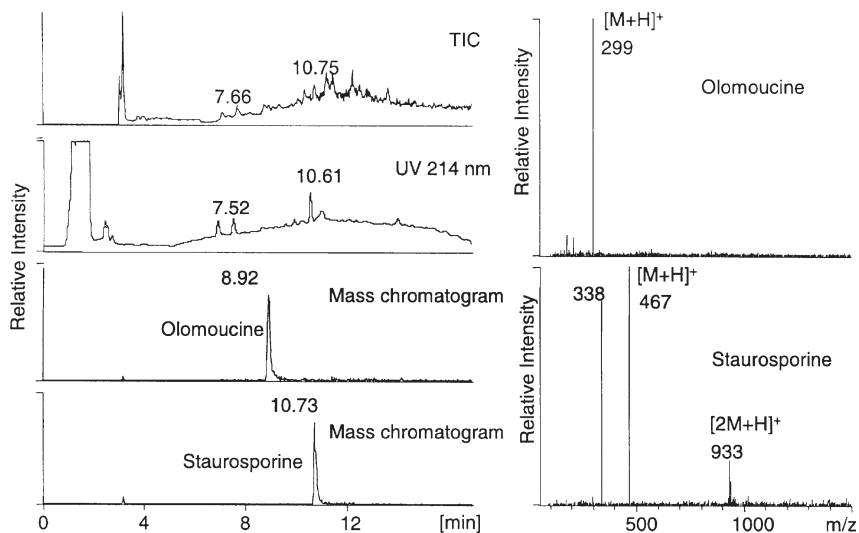 TIC
7.66
10.75
UV 214 nm
7.52
10.61
Relative Intensity
8.92
Mass chromatogram
Olomoucine
10.73
Mass chromatogram
Staurosporine
0 4 8 12 [min]
[M+H]+
299
Olomoucine
Relative Intensity
[M+H]+
338
467
Staurosporine
[2M+H]+
933
Relative Intensity
500 1000 m/z